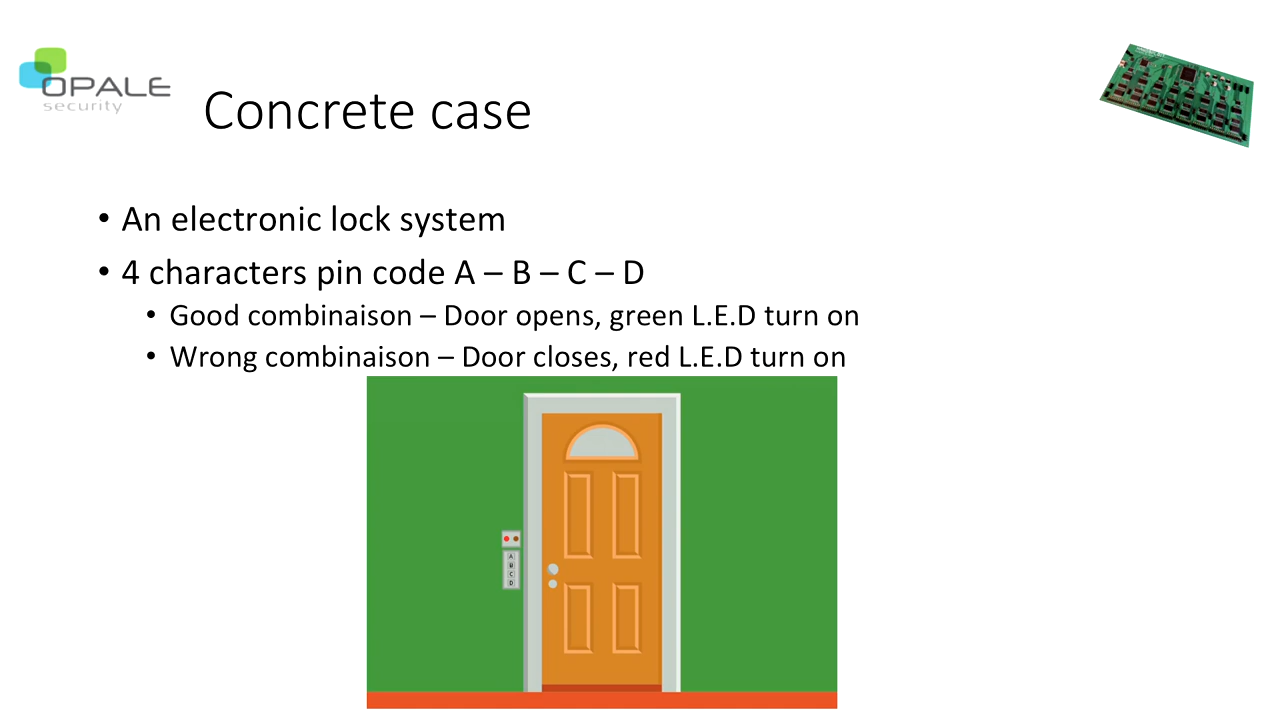 OPALE
security
Concrete case
• An electronic lock system
• 4 characters pin code A – B – C – D
• Good combinaison – Door opens, green L.E.D turn on
• Wrong combinaison – Door closes, red L.E.D turn on
A
B
C
D